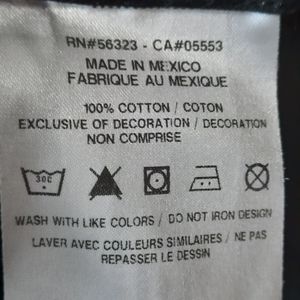 RN#56323 - CA#05553
MADE IN MEXICO
FABRIQUE AU MEXIQUE
100% COTTON / COTON
EXCLUSIVE OF DECORATION / DECORATION
NON COMPRISE
30C
WASH WITH LIKE COLORS / DO NOT IRON DESIGN
LAVER AVEC COULEURS SIMILAIRES / NE PAS
REPASSER LE DESSIN